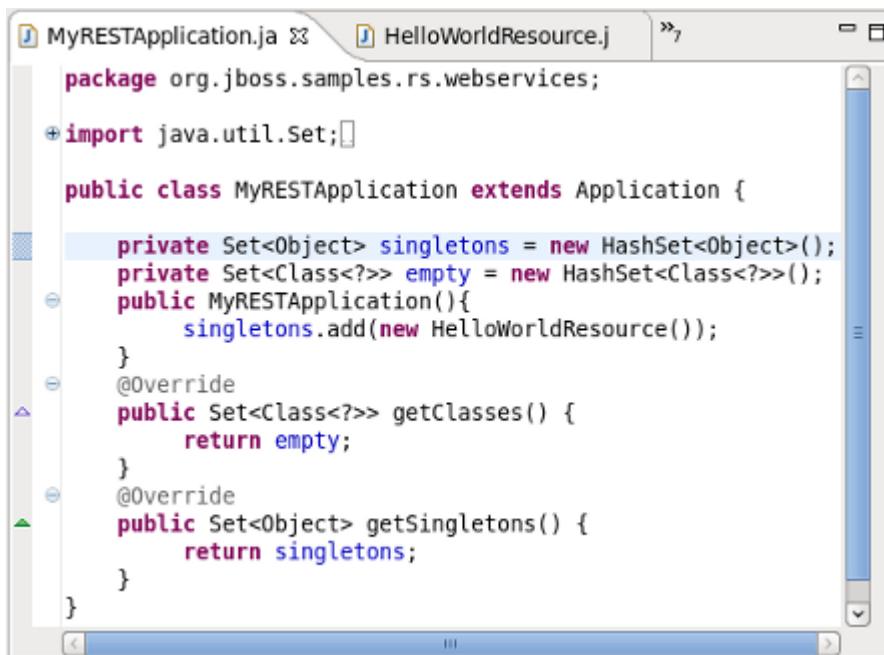 MyRESTApplication.ja HelloWorldResource.j »7
package org.jboss.samples.rs.webservices;
import java.util.Set;
public class MyRESTApplication extends Application {
private Set<Object> singletons = new HashSet<Object>();
private Set<Class<?>> empty = new HashSet<Class<?>>();
public MyRESTApplication(){
singletons.add(new HelloWorldResource());
}
@Override
public Set<Class<?>> getClasses() {
return empty;
}
@Override
public Set<Object> getSingletons() {
return singletons;
}
}